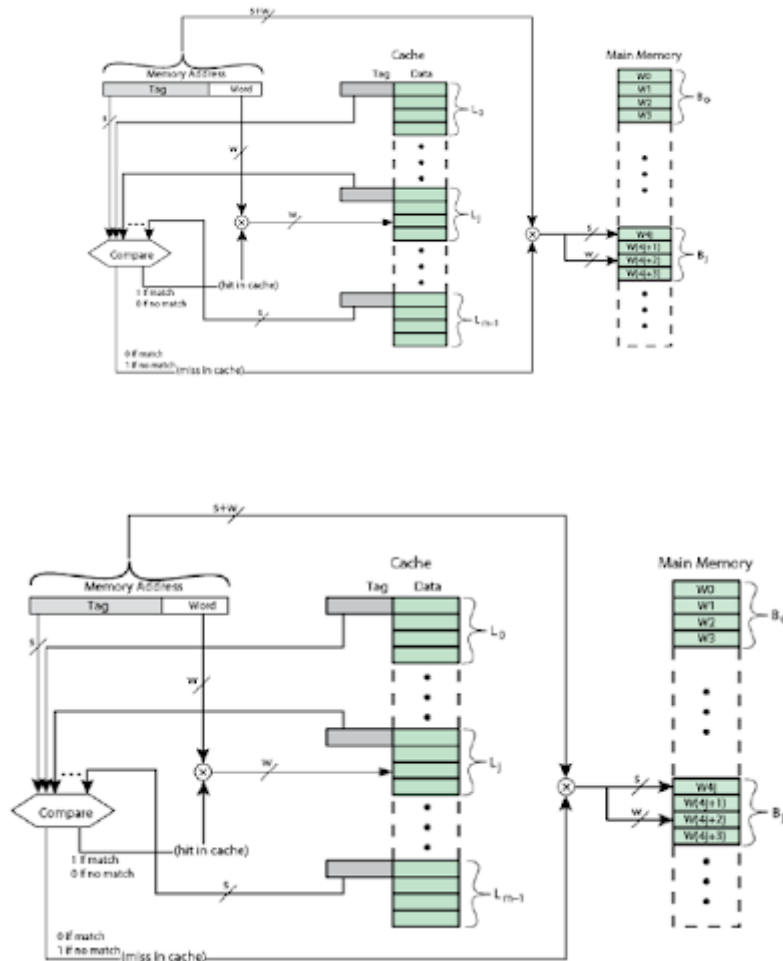 s+w
Cache
Main Memory
Memory Address
Tag Data
Tag Word
W0
W1
W2
W3
B0
L0
s
w
w
Lj
s
w
W4j
W(4j+1)
W(4j+2)
W(4j+3)
Bj
Compare
1 if match
0 if no match
(hit in cache)
s
Lm–1
0 if match
1 if no match
(miss in cache)
s+w
Cache
Main Memory
Memory Address
Tag Data
Tag Word
W0
W1
W2
W3
L0
s
w
w
Lj
s
w
W4j
W(4j+1)
W(4j+2)
W(4j+3)
Compare
1 if match
0 if no match
(hit in cache)
s
Lm–1
0 if match
1 if no match
(miss in cache)